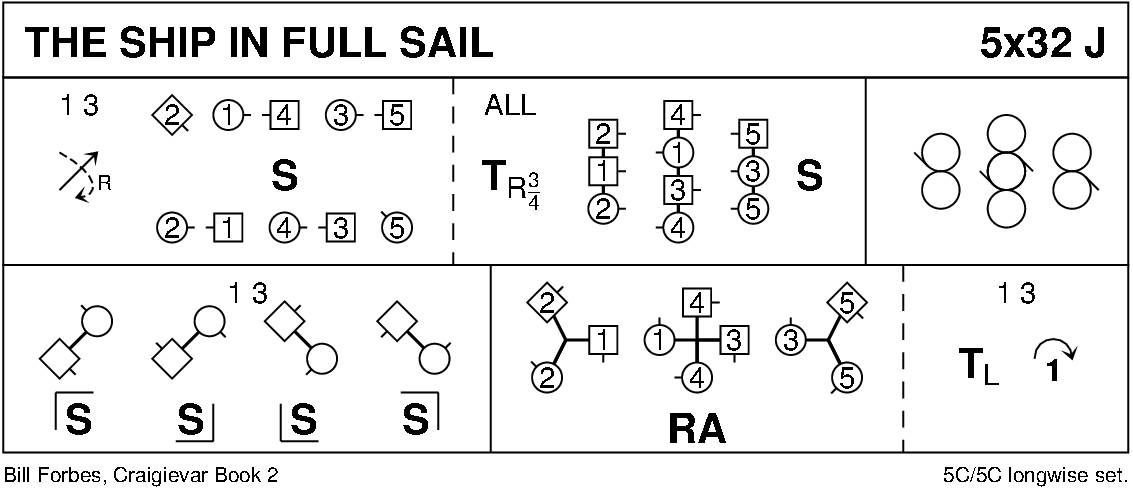 THE SHIP IN FULL SAIL 5x32 J
1 3 2 1 4 3 5
R S
2 1 4 3 5
ALL 2 4 5
T R 3/4 1 1 3 S
2 3 5
4
1 3
S S S S
2 4 5
1 1 3 3
2 4 5
RA
1 3
T L 1
Bill Forbes, Craigievar Book 2 5C/5C longwise set.